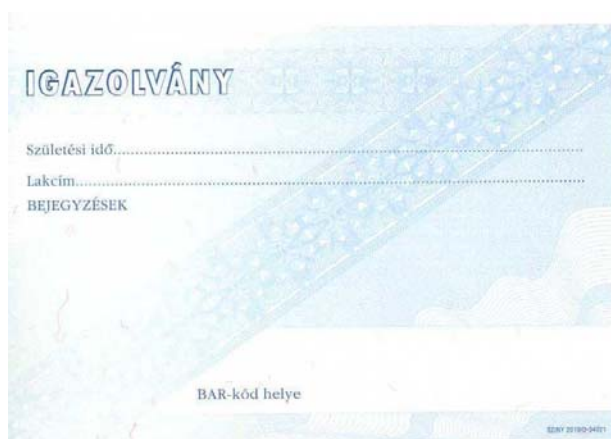 IGAZOLVÁNY
Születési idő..........................................................................................
Lakcím..........................................................................................
BEJEGYZÉSEK
BAR-kód helye